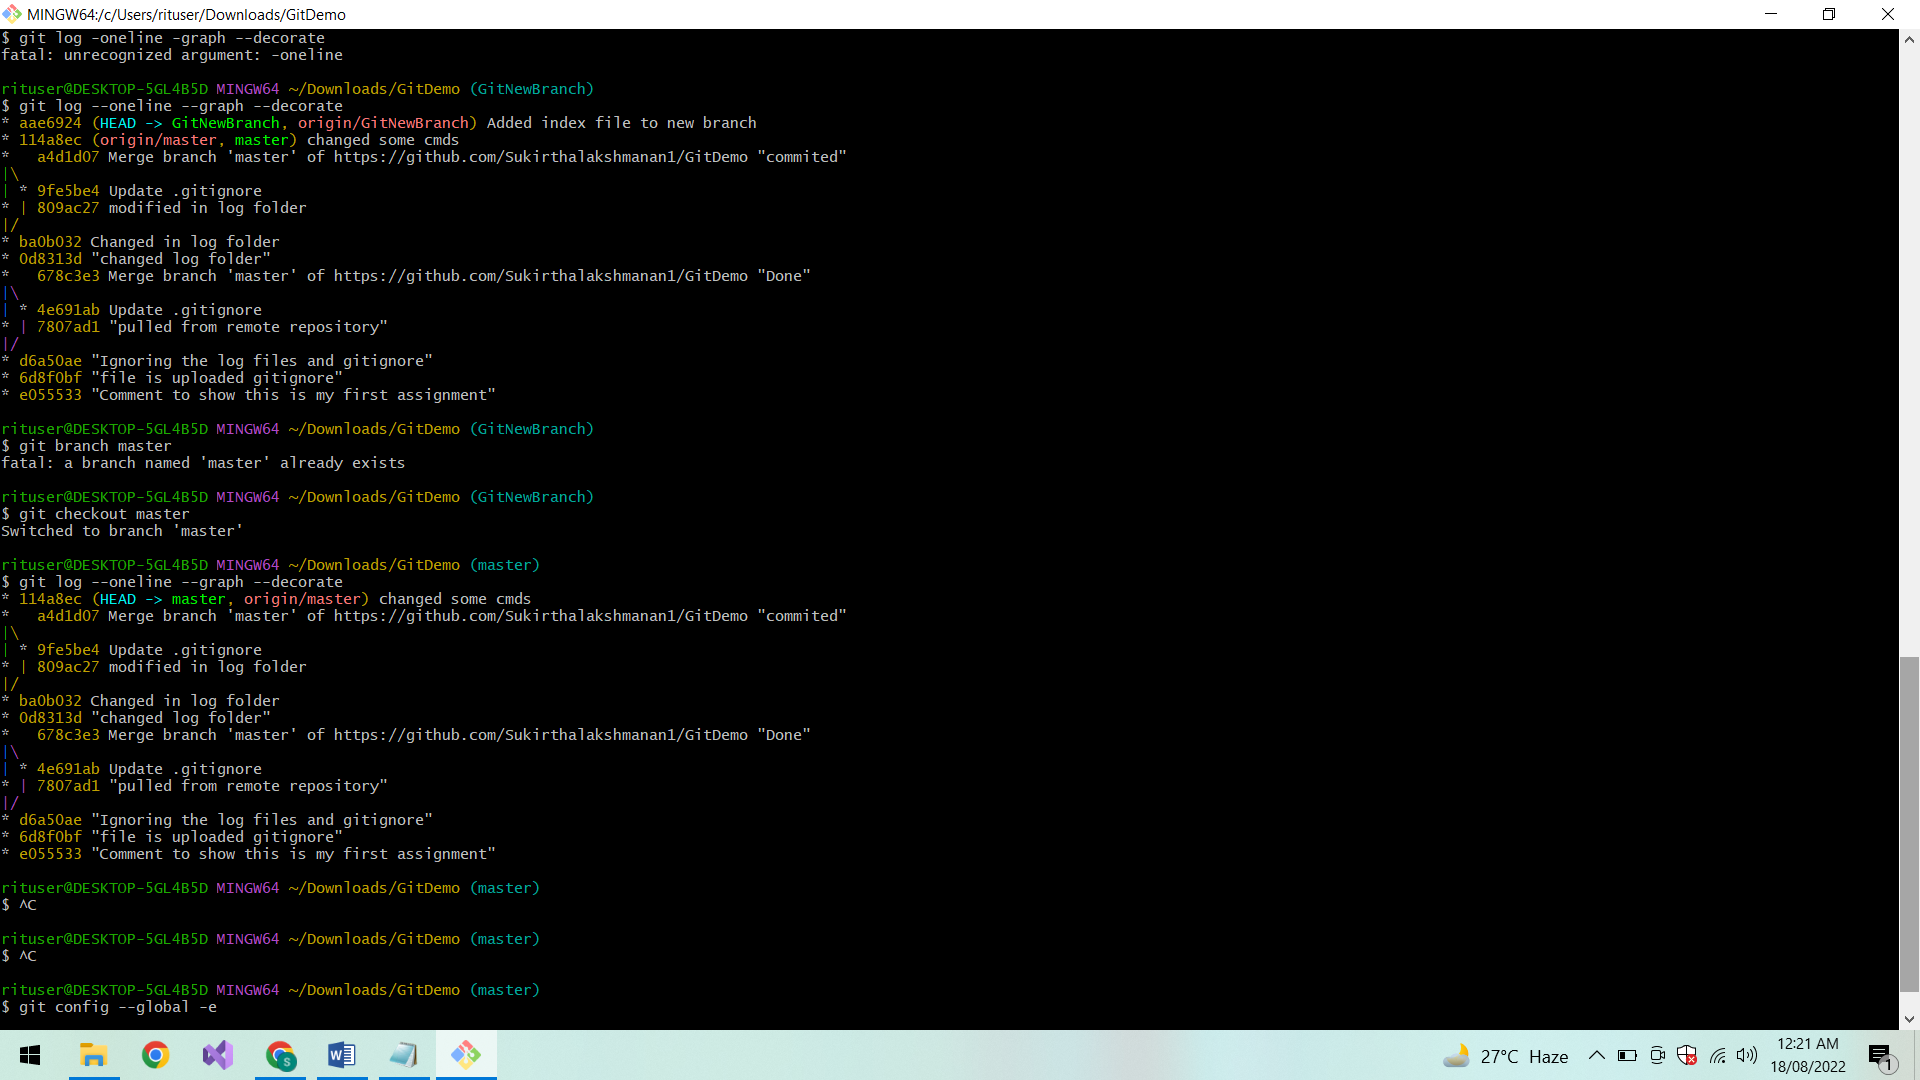 MINGW64:/c/Users/rituser/Downloads/GitDemo
$ git log -oneline -graph --decorate
fatal: unrecognized argument: -oneline
rituser@DESKTOP-5GL4B5D MINGW64 ~/Downloads/GitDemo (GitNewBranch)
$ git log --oneline --graph --decorate
* aae6924 (HEAD -> GitNewBranch, origin/GitNewBranch) Added index file to new branch
* 114a8ec (origin/master, master) changed some cmds
*   a4d1d07 Merge branch 'master' of https://github.com/Sukirthalakshmanan1/GitDemo "commited"
|\
| * 9fe5be4 Update .gitignore
* | 809ac27 modified in log folder
|/
* ba0b032 Changed in log folder
* 0d8313d "changed log folder"
*   678c3e3 Merge branch 'master' of https://github.com/Sukirthalakshmanan1/GitDemo "Done"
|\
| * 4e691ab Update .gitignore
* | 7807ad1 "pulled from remote repository"
|/
* d6a50ae "Ignoring the log files and gitignore"
* 6d8f0bf "file is uploaded gitignore"
* e055533 "Comment to show this is my first assignment"
rituser@DESKTOP-5GL4B5D MINGW64 ~/Downloads/GitDemo (GitNewBranch)
$ git branch master
fatal: a branch named 'master' already exists
rituser@DESKTOP-5GL4B5D MINGW64 ~/Downloads/GitDemo (GitNewBranch)
$ git checkout master
Switched to branch 'master'
rituser@DESKTOP-5GL4B5D MINGW64 ~/Downloads/GitDemo (master)
$ git log --oneline --graph --decorate
* 114a8ec (HEAD -> master, origin/master) changed some cmds
*   a4d1d07 Merge branch 'master' of https://github.com/Sukirthalakshmanan1/GitDemo "commited"
|\
| * 9fe5be4 Update .gitignore
* | 809ac27 modified in log folder
|/
* ba0b032 Changed in log folder
* 0d8313d "changed log folder"
*   678c3e3 Merge branch 'master' of https://github.com/Sukirthalakshmanan1/GitDemo "Done"
|\
| * 4e691ab Update .gitignore
* | 7807ad1 "pulled from remote repository"
|/
* d6a50ae "Ignoring the log files and gitignore"
* 6d8f0bf "file is uploaded gitignore"
* e055533 "Comment to show this is my first assignment"
rituser@DESKTOP-5GL4B5D MINGW64 ~/Downloads/GitDemo (master)
$ ^C
rituser@DESKTOP-5GL4B5D MINGW64 ~/Downloads/GitDemo (master)
$ ^C
rituser@DESKTOP-5GL4B5D MINGW64 ~/Downloads/GitDemo (master)
$ git config --global -e
27°C Haze
12:21 AM
18/08/2022
1